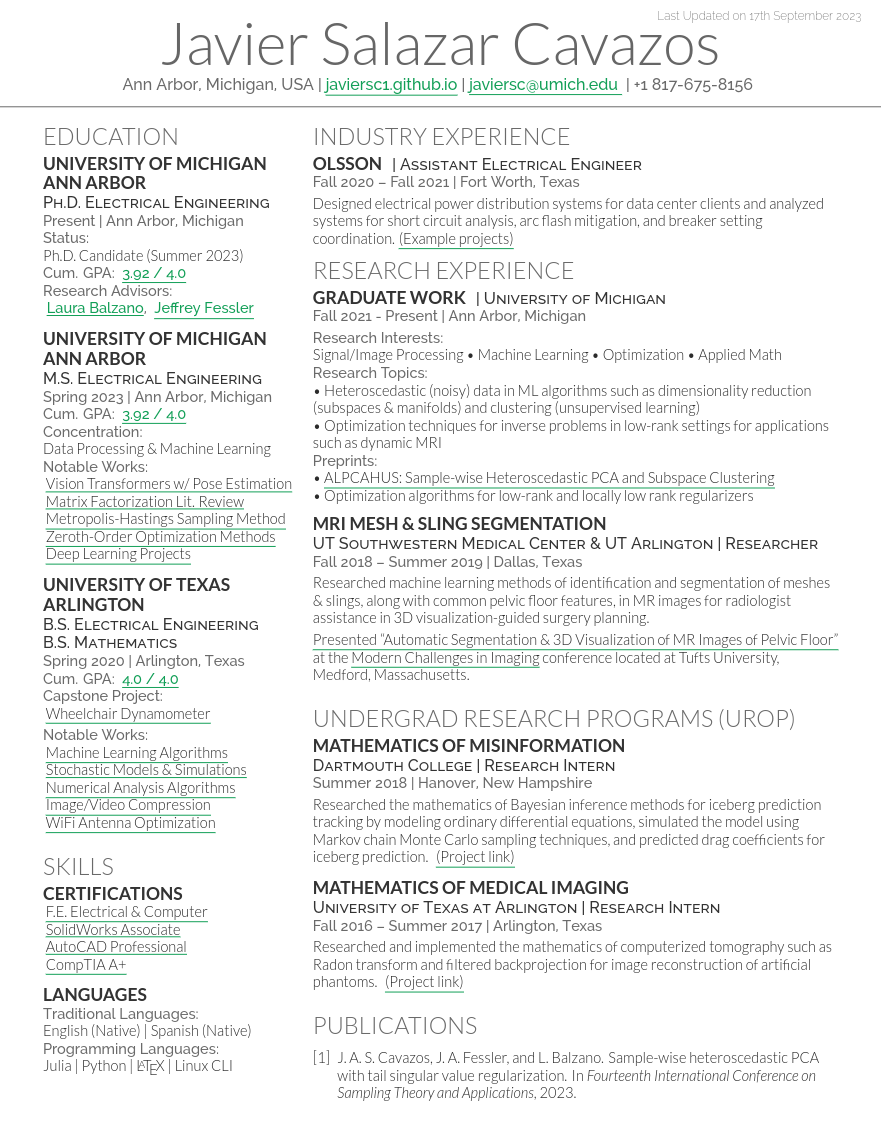 Last Updated on 17th September 2023
Javier Salazar Cavazos
Ann Arbor, Michigan, USA | javiersc1.github.io | javiersc@umich.edu | +1 817-675-8156
EDUCATION
UNIVERSITY OF MICHIGAN
ANN ARBOR
Ph.D. Electrical Engineering
Present | Ann Arbor, Michigan
Status:
Ph.D. Candidate (Summer 2023)
Cum. GPA: 3.92 / 4.0
Research Advisors:
Laura Balzano, Jeffrey Fessler
UNIVERSITY OF MICHIGAN
ANN ARBOR
M.S. Electrical Engineering
Spring 2023 | Ann Arbor, Michigan
Cum. GPA: 3.92 / 4.0
Concentration:
Data Processing & Machine Learning
Notable Works:
Vision Transformers w/ Pose Estimation
Matrix Factorization Lit. Review
Metropolis-Hastings Sampling Method
Zeroth-Order Optimization Methods
Deep Learning Projects
UNIVERSITY OF TEXAS
ARLINGTON
B.S. Electrical Engineering
B.S. Mathematics
Spring 2020 | Arlington, Texas
Cum. GPA: 4.0 / 4.0
Capstone Project:
Wheelchair Dynamometer
Notable Works:
Machine Learning Algorithms
Stochastic Models & Simulations
Numerical Analysis Algorithms
Image/Video Compression
WiFi Antenna Optimization
SKILLS
CERTIFICATIONS
F.E. Electrical & Computer
SolidWorks Associate
AutoCAD Professional
CompTIA A+
LANGUAGES
Traditional Languages:
English (Native) | Spanish (Native)
Programming Languages:
Julia | Python | LATEX | Linux CLI
INDUSTRY EXPERIENCE
OLSSON | Assistant Electrical Engineer
Fall 2020 – Fall 2021 | Fort Worth, Texas
Designed electrical power distribution systems for data center clients and analyzed
systems for short circuit analysis, arc flash mitigation, and breaker setting
coordination. (Example projects)
RESEARCH EXPERIENCE
GRADUATE WORK | University of Michigan
Fall 2021 - Present | Ann Arbor, Michigan
Research Interests:
Signal/Image Processing • Machine Learning • Optimization • Applied Math
Research Topics:
• Heteroscedastic (noisy) data in ML algorithms such as dimensionality reduction
(subspaces & manifolds) and clustering (unsupervised learning)
• Optimization techniques for inverse problems in low-rank settings for applications
such as dynamic MRI
Preprints:
• ALPCAHUS: Sample-wise Heteroscedastic PCA and Subspace Clustering
• Optimization algorithms for low-rank and locally low rank regularizers
MRI MESH & SLING SEGMENTATION
UT Southwestern Medical Center & UT Arlington | Researcher
Fall 2018 – Summer 2019 | Dallas, Texas
Researched machine learning methods of identification and segmentation of meshes
& slings, along with common pelvic floor features, in MR images for radiologist
assistance in 3D visualization-guided surgery planning.
Presented "Automatic Segmentation & 3D Visualization of MR Images of Pelvic Floor"
at the Modern Challenges in Imaging conference located at Tufts University,
Medford, Massachusetts.
UNDERGRAD RESEARCH PROGRAMS (UROP)
MATHEMATICS OF MISINFORMATION
Dartmouth College | Research Intern
Summer 2018 | Hanover, New Hampshire
Researched the mathematics of Bayesian inference methods for iceberg prediction
tracking by modeling ordinary differential equations, simulated the model using
Markov chain Monte Carlo sampling techniques, and predicted drag coefficients for
iceberg prediction. (Project link)
MATHEMATICS OF MEDICAL IMAGING
University of Texas at Arlington | Research Intern
Fall 2016 – Summer 2017 | Arlington, Texas
Researched and implemented the mathematics of computerized tomography such as
Radon transform and filtered backprojection for image reconstruction of artificial
phantoms. (Project link)
PUBLICATIONS
[1] J. A. S. Cavazos, J. A. Fessler, and L. Balzano. Sample-wise heteroscedastic PCA
with tail singular value regularization. In Fourteenth International Conference on
Sampling Theory and Applications, 2023.